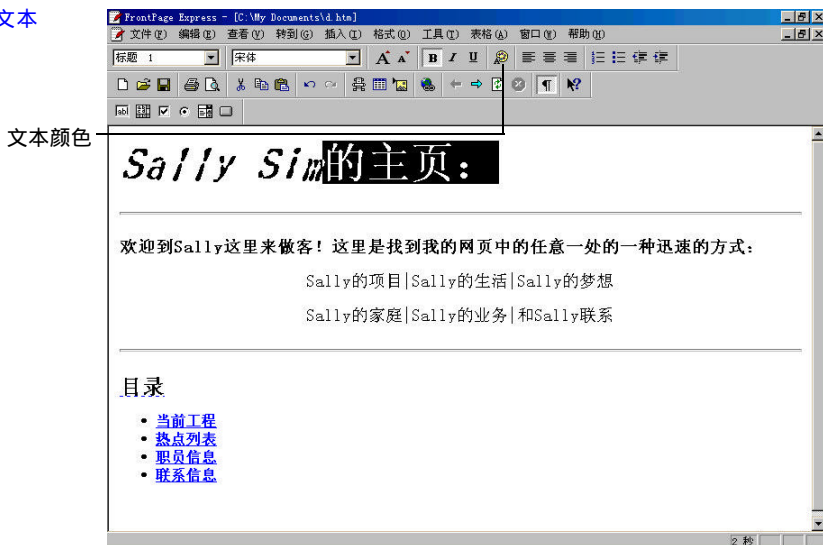 文本
FrontPage Express - [C:\My Documents\d.htm]
文件(F) 编辑(E) 查看(V) 转到(G) 插入(I) 格式(O) 工具(T) 表格(A) 窗口(W) 帮助(H)
标题 1 宋体 A A B I U
文本颜色
Sally Sim的主页：
欢迎到Sally这里来做客！这里是找到我的网页中的任意一处的一种迅速的方式：
Sally的项目|Sally的生活|Sally的梦想
Sally的家庭|Sally的业务|和Sally联系
目录
• 当前工程
• 热点列表
• 职员信息
• 联系信息
2 秒